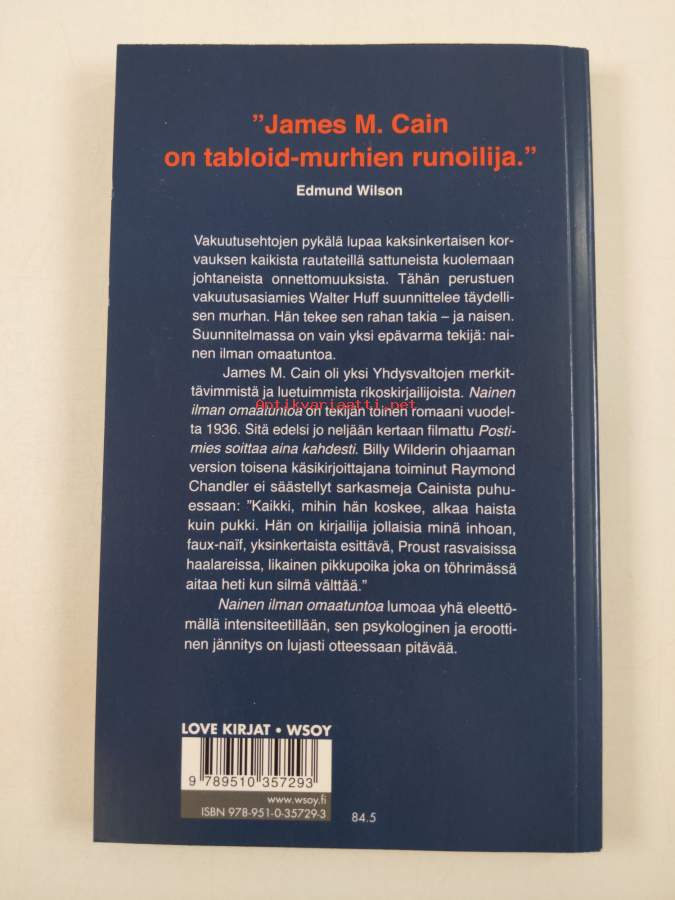 ”James M. Cain
on tabloid-murhien runoilija.”
Edmund Wilson
Vakuutusehtojen pykälä lupaa kaksinkertaisen kor-
vauksen kaikista rautateillä sattuneista kuolemaan
johtaneista onnettomuuksista. Tähän perustuen
vakuutusasiamies Walter Huff suunnittelee täydelli-
sen murhan. Hän tekee sen rahan takia – ja naisen.
Suunnitelmassa on vain yksi epävarma tekijä: nai-
nen ilman omaatuntoa.
James M. Cain oli yksi Yhdysvaltojen merkit-
tävimmistä ja luetuimmista rikoskirjailijoista. Nainen
Antikvariaatti.net
ilman omaatuntoa on tekijän toinen romaani vuodel-
ta 1936. Sitä edelsi jo neljään kertaan filmattu Posti-
mies soittaa aina kahdesti. Billy Wilderin ohjaaman
version toisena käsikirjoittajana toiminut Raymond
Chandler ei säästellyt sarkasmeja Cainista puhu-
essaan: ”Kaikki, mihin hän koskee, alkaa haista
kuin pukki. Hän on kirjailija jollaisia minä inhoan,
faux-naïf, yksinkertaista esittävä, Proust rasvaisissa
haalareissa, likainen pikkupoika joka on töhrimässä
aitaa heti kun silmä välttää.”
Nainen ilman omaatuntoa lumoaa yhä eleettö-
mällä intensiteetillään, sen psykologinen ja erootti-
nen jännitys on lujasti otteessaan pitävää.
LOVE KIRJAT • WSOY
9 789510 357293
www.wsoy.fi
ISBN 978-951-0-35729-3
84.5